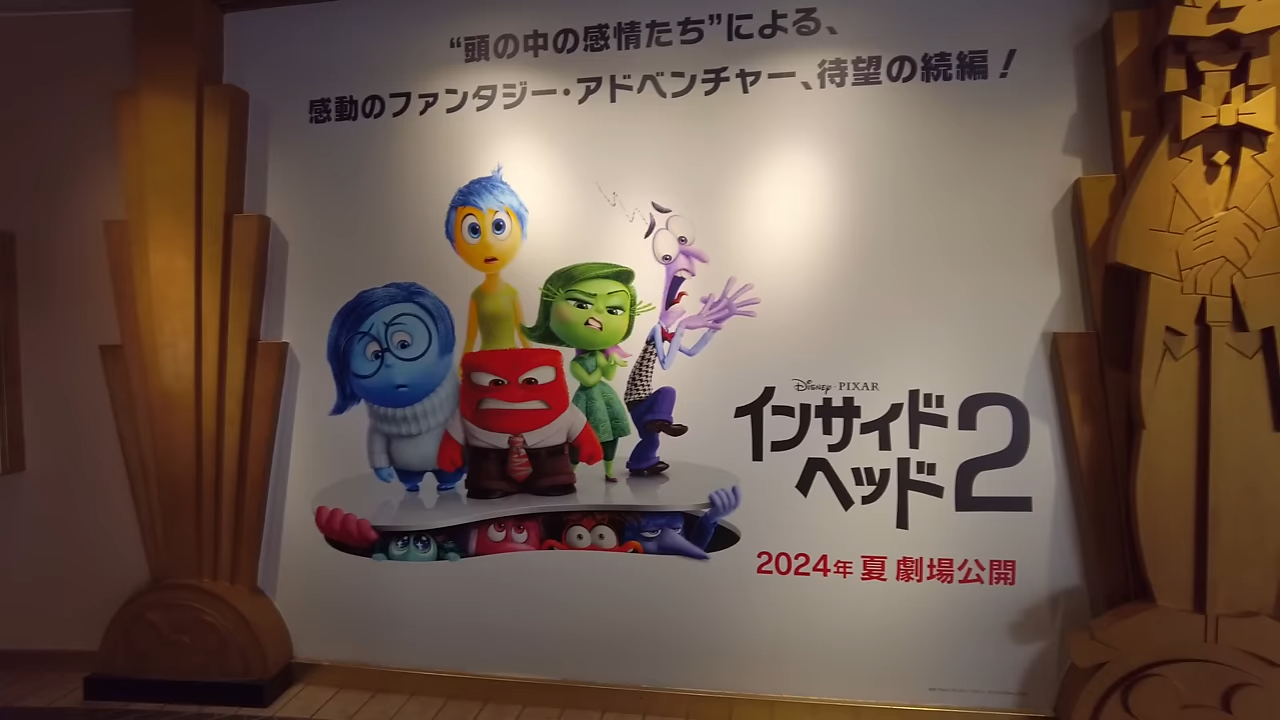 “頭の中の感情たち”による、
感動のファンタジー・アドベンチャー、待望の続編！
Disney・PIXAR
インサイド
ヘッド2
2024年 夏 劇場公開